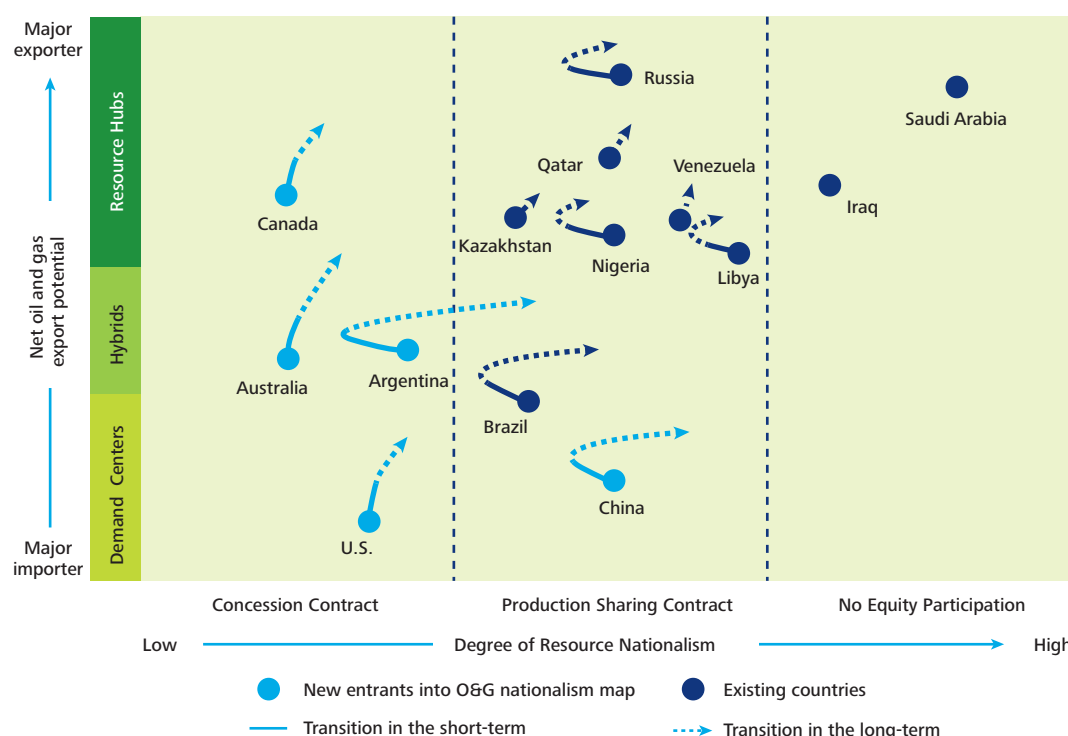 Major
exporter
Net oil and gas
export potential
Major
importer
Resource Hubs
Hybrids
Demand Centers
Russia
Saudi Arabia
Qatar
Venezuela
Iraq
Canada
Kazakhstan
Nigeria
Libya
Australia
Argentina
Brazil
China
U.S.
Concession Contract
Production Sharing Contract
No Equity Participation
Low
Degree of Resource Nationalism
High
New entrants into O&G nationalism map
Existing countries
Transition in the short-term
Transition in the long-term